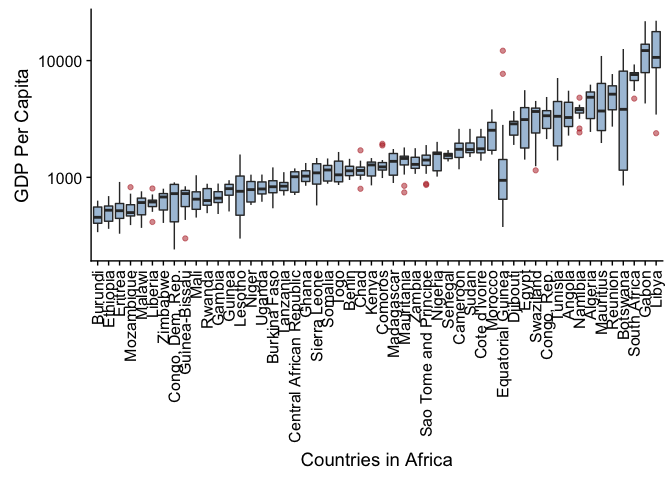 GDP Per Capita
10000
1000
Burundi
Ethiopia
Eritrea
Mozambique
Malawi
Liberia
Zimbabwe
Congo, Dem. Rep.
Guinea-Bissau
Mali
Rwanda
Gambia
Guinea
Lesotho
Niger
Uganda
Burkina Faso
Tanzania
Central African Republic
Ghana
Sierra Leone
Somalia
Togo
Benin
Chad
Kenya
Comoros
Madagascar
Mauritania
Zambia
Sao Tome and Principe
Nigeria
Senegal
Cameroon
Sudan
Cote d'Ivoire
Morocco
Equatorial Guinea
Djibouti
Egypt
Swaziland
Congo, Rep.
Tunisia
Angola
Namibia
Algeria
Mauritius
Reunion
Botswana
South Africa
Gabon
Libya
Countries in Africa